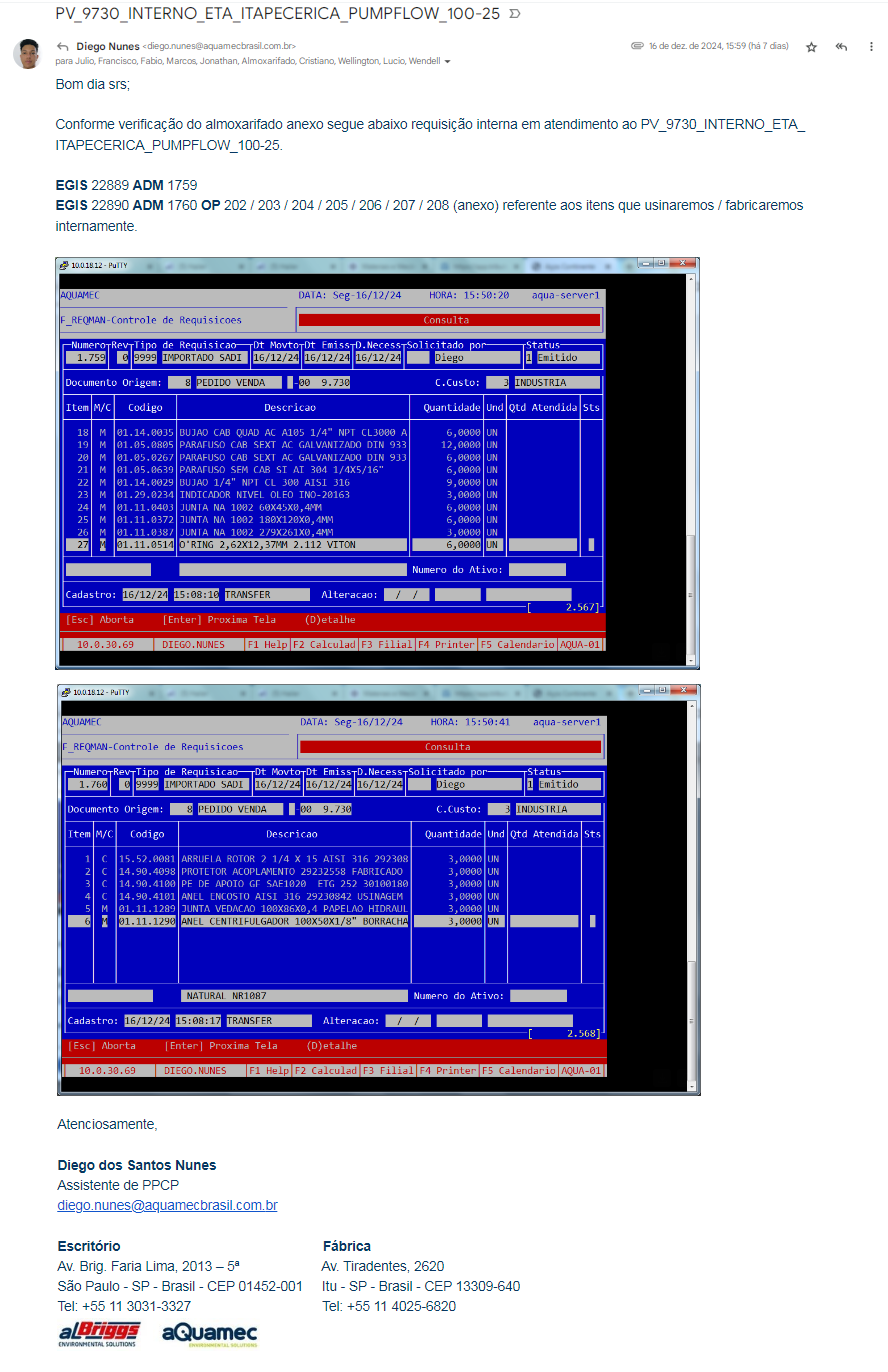 PV_9730_INTERNO_ETA_ITAPECERICA_PUMPFLOW_100-25
Diego Nunes <diego.nunes@aquamecbrasil.com.br>
16 de dez. de 2024, 15:59 (há 7 dias)
para Julio, Francisco, Fabio, Marcos, Jonathan, Almoxarifado, Cristiano, Wellington, Lucio, Wendell
Bom dia srs;
Conforme verificação do almoxarifado anexo segue abaixo requisição interna em atendimento ao PV_9730_INTERNO_ETA_
ITAPECERICA_PUMPFLOW_100-25.
EGIS 22889 ADM 1759
EGIS 22890 ADM 1760 OP 202 / 203 / 204 / 205 / 206 / 207 / 208 (anexo) referente aos itens que usinaremos / fabricaremos
internamente.
10.0.18.12 - PuTTY
AQUAMEC DATA: Seg-16/12/24 HORA: 15:50:20 aqua-server1
F_REQMAN-Controle de Requisicoes Consulta
Numero Rev Tipo de Requisicao Dt Movto Dt Emiss D.Necess Solicitado por Status
1.759 0 9999 IMPORTADO SADI 16/12/24 16/12/24 16/12/24 Diego 1 Emitido
Documento Origem: 8 PEDIDO VENDA -00 9.730 C.Custo: 3 INDUSTRIA
Item M/C Codigo Descricao Quantidade Und Qtd Atendida Sts
18 M 01.14.0035 BUJAO CAB QUAD AC A105 1/4" NPT CL3000 A 6,0000 UN
19 M 01.05.0805 PARAFUSO CAB SEXT AC GALVANIZADO DIN 933 12,0000 UN
20 M 01.05.0267 PARAFUSO CAB SEXT AC GALVANIZADO DIN 933 6,0000 UN
21 M 01.05.0639 PARAFUSO SEM CAB SI AI 304 1/4X5/16" 6,0000 UN
22 M 01.14.0029 BUJAO 1/4" NPT CL 300 AISI 316 9,0000 UN
23 M 01.29.0234 INDICADOR NIVEL OLEO INO-20163 3,0000 UN
24 M 01.11.0403 JUNTA NA 1002 60X45X0,4MM 6,0000 UN
25 M 01.11.0372 JUNTA NA 1002 180X120X0,4MM 6,0000 UN
26 M 01.11.0387 JUNTA NA 1002 279X261X0,4MM 3,0000 UN
27 M 01.11.0514 O'RING 2,62X12,37MM 2.112 VITON 6,0000 UN
Numero do Ativo:
Cadastro: 16/12/24 15:08:10 TRANSFER Alteracao: / /
[ 2.567]
[Esc] Aborta [Enter] Proxima Tela (D)etalhe
10.0.30.69 DIEGO.NUNES F1 Help F2 Calculad F3 Filial F4 Printer F5 Calendario AQUA-01
10.0.18.12 - PuTTY
AQUAMEC DATA: Seg-16/12/24 HORA: 15:50:41 aqua-server1
F_REQMAN-Controle de Requisicoes Consulta
Numero Rev Tipo de Requisicao Dt Movto Dt Emiss D.Necess Solicitado por Status
1.760 0 9999 IMPORTADO SADI 16/12/24 16/12/24 16/12/24 Diego 1 Emitido
Documento Origem: 8 PEDIDO VENDA -00 9.730 C.Custo: 3 INDUSTRIA
Item M/C Codigo Descricao Quantidade Und Qtd Atendida Sts
1 C 15.52.0081 ARRUELA ROTOR 2 1/4 X 15 AISI 316 292308 3,0000 UN
2 C 14.90.4098 PROTETOR ACOPLAMENTO 29232558 FABRICADO 3,0000 UN
3 C 14.90.4100 PE DE APOIO GF SAE1020 ETG 252 30100180 3,0000 UN
4 C 14.90.4101 ANEL ENCOSTO AISI 316 29230842 USINAGEM 3,0000 UN
5 M 01.11.1289 JUNTA VEDACAO 100X86X0,4 PAPELAO HIDRAUL 3,0000 UN
6 M 01.11.1290 ANEL CENTRIFULGADOR 100X50X1/8" BORRACHA 3,0000 UN
NATURAL NR1087 Numero do Ativo:
Cadastro: 16/12/24 15:08:17 TRANSFER Alteracao: / /
[ 2.568]
[Esc] Aborta [Enter] Proxima Tela (D)etalhe
10.0.30.69 DIEGO.NUNES F1 Help F2 Calculad F3 Filial F4 Printer F5 Calendario AQUA-01
Atenciosamente,
Diego dos Santos Nunes
Assistente de PPCP
diego.nunes@aquamecbrasil.com.br
Escritório Fábrica
Av. Brig. Faria Lima, 2013 – 5ª Av. Tiradentes, 2620
São Paulo - SP - Brasil - CEP 01452-001 Itu - SP - Brasil - CEP 13309-640
Tel: +55 11 3031-3327 Tel: +55 11 4025-6820
alBriggs aQuamec
ENVIRONMENTAL SOLUTIONS ENVIRONMENTAL SOLUTIONS